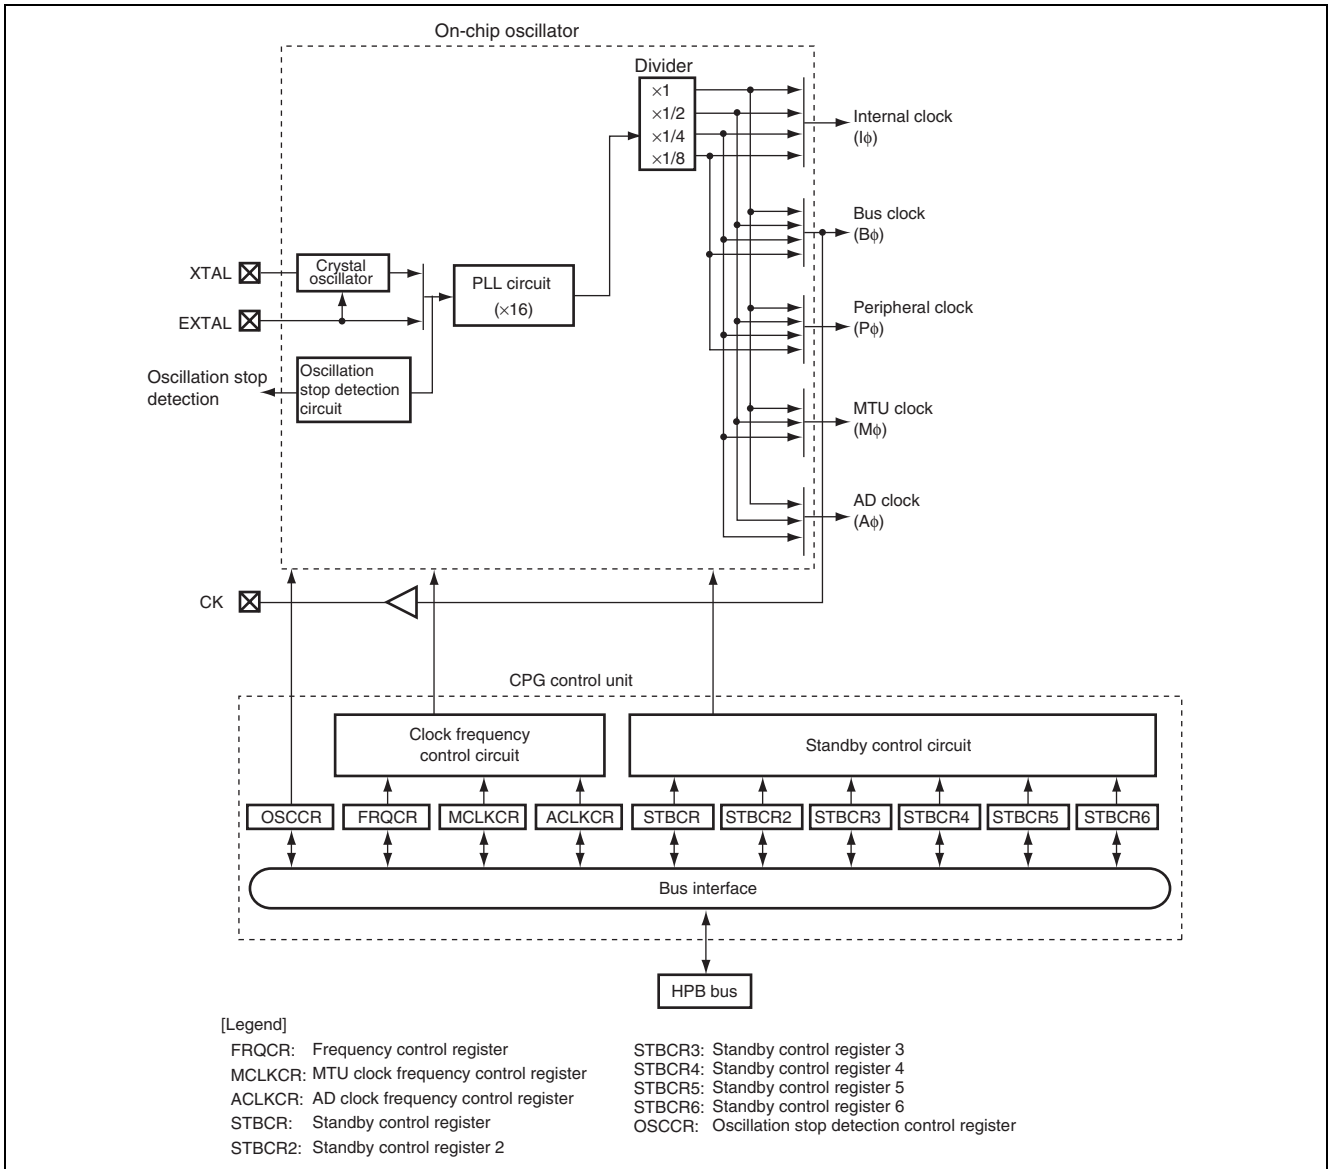 On-chip oscillator
Divider
×1
×1/2
×1/4
×1/8
Internal clock
(Iϕ)
Bus clock
(Bϕ)
Peripheral clock
(Pϕ)
MTU clock
(Mϕ)
AD clock
(Aϕ)
XTAL
Crystal
oscillator
PLL circuit
(×16)
EXTAL
Oscillation stop
detection
Oscillation
stop detection
circuit
CK
CPG control unit
Clock frequency
control circuit
Standby control circuit
OSCCR
FRQCR
MCLKCR
ACLKCR
STBCR
STBCR2
STBCR3
STBCR4
STBCR5
STBCR6
Bus interface
HPB bus
[Legend]
FRQCR: Frequency control register
MCLKCR: MTU clock frequency control register
ACLKCR: AD clock frequency control register
STBCR: Standby control register
STBCR2: Standby control register 2
STBCR3: Standby control register 3
STBCR4: Standby control register 4
STBCR5: Standby control register 5
STBCR6: Standby control register 6
OSCCR: Oscillation stop detection control register